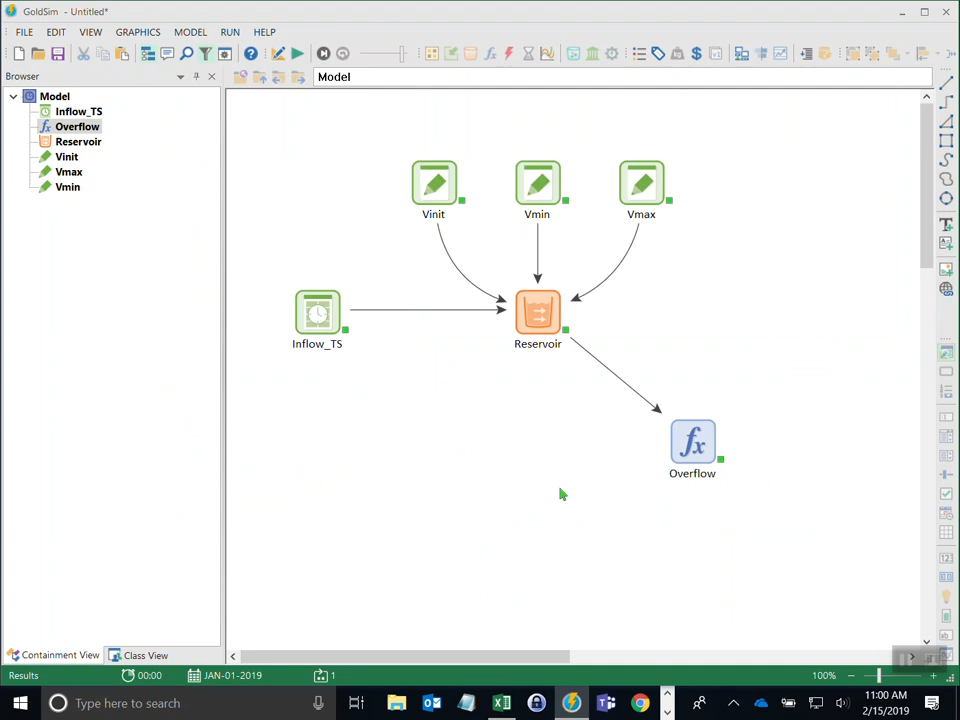 GoldSim - Untitled*
FILE EDIT VIEW GRAPHICS MODEL RUN HELP
Browser
Model
Model
Inflow_TS
Overflow
Reservoir
Vinit
Vmax
Vmin
Vinit
Vmin
Vmax
Inflow_TS
Reservoir
fx
Overflow
Containment View
Class View
Results 00:00 JAN-01-2019 1 100%
Type here to search
11:00 AM
2/15/2019